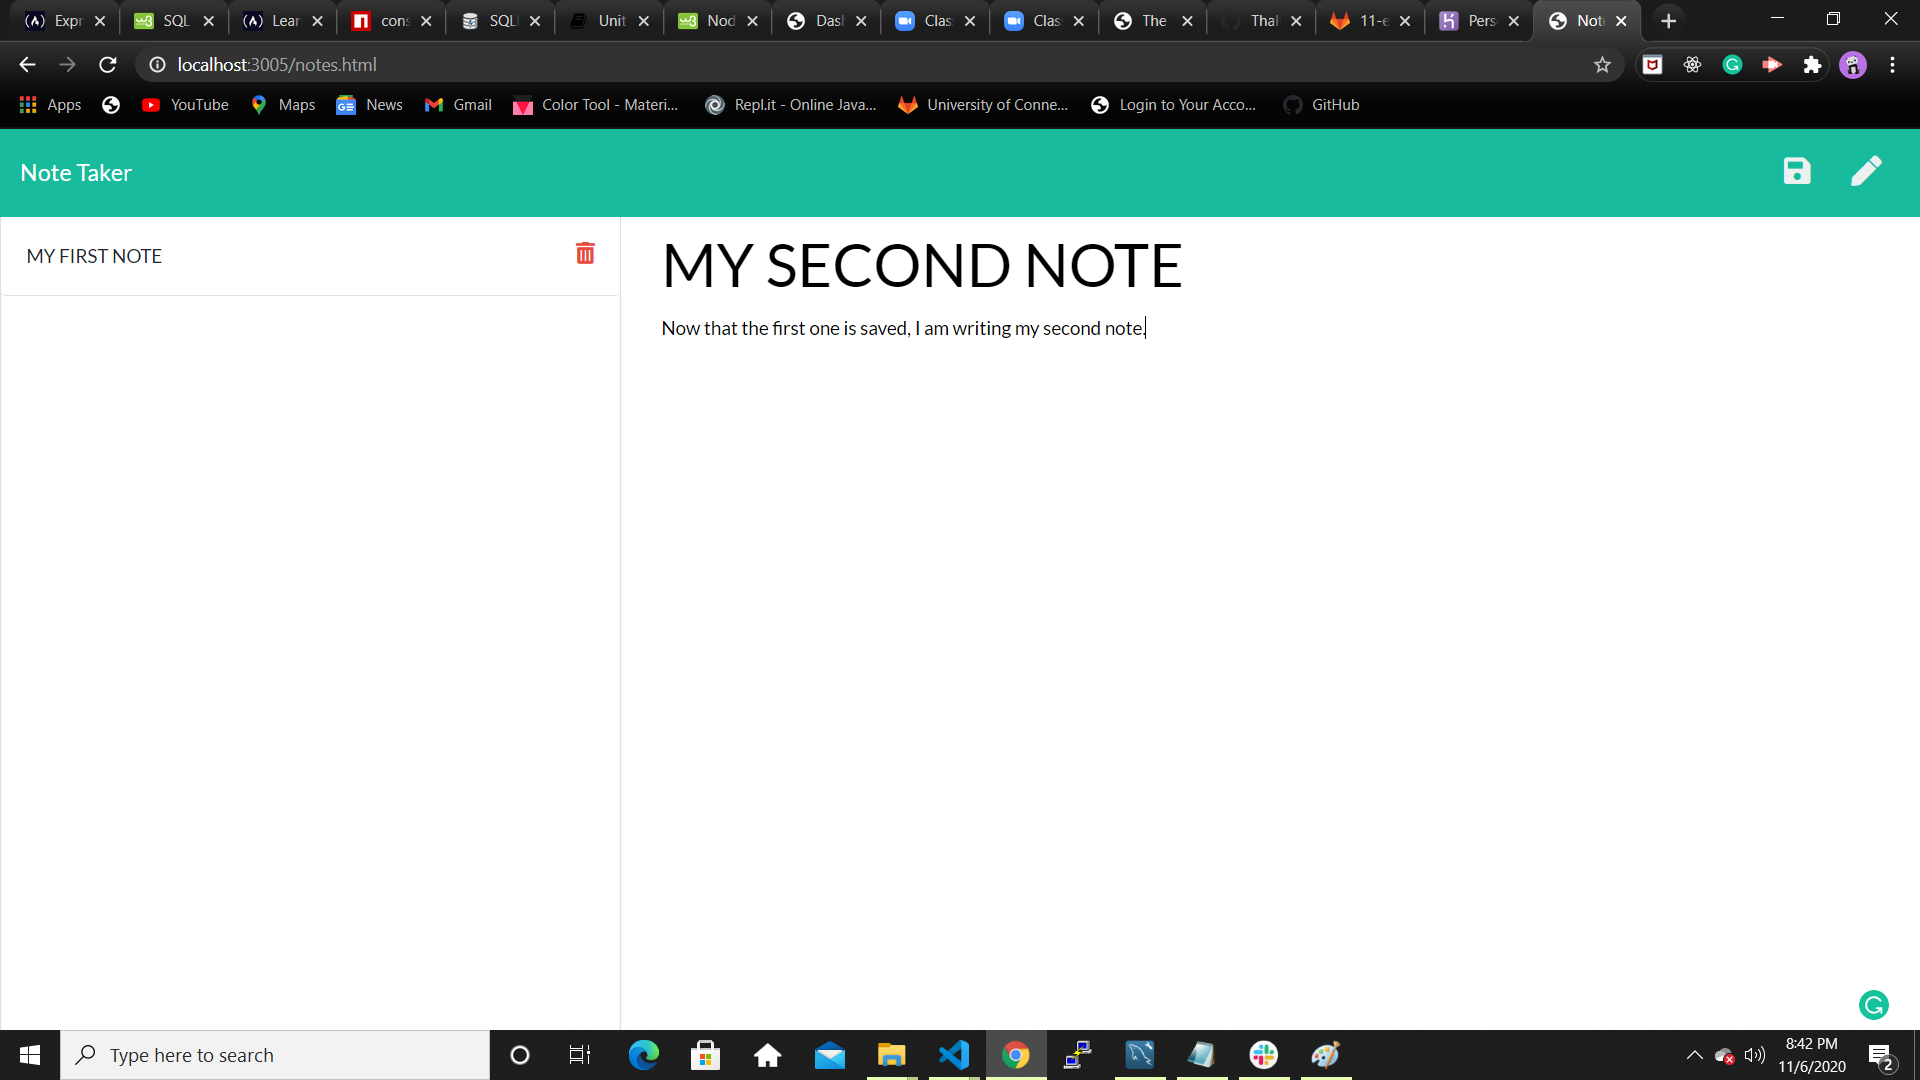 Expr SQL Lear cons SQL Unit Nod Dash Clas Clas The Thal 11-e Pers Not
localhost:3005/notes.html
Apps YouTube Maps News Gmail Color Tool - Materi... Repl.it - Online Java... University of Conne... Login to Your Acco... GitHub
Note Taker
MY FIRST NOTE
MY SECOND NOTE
Now that the first one is saved, I am writing my second note.
Type here to search
8:42 PM
11/6/2020
2